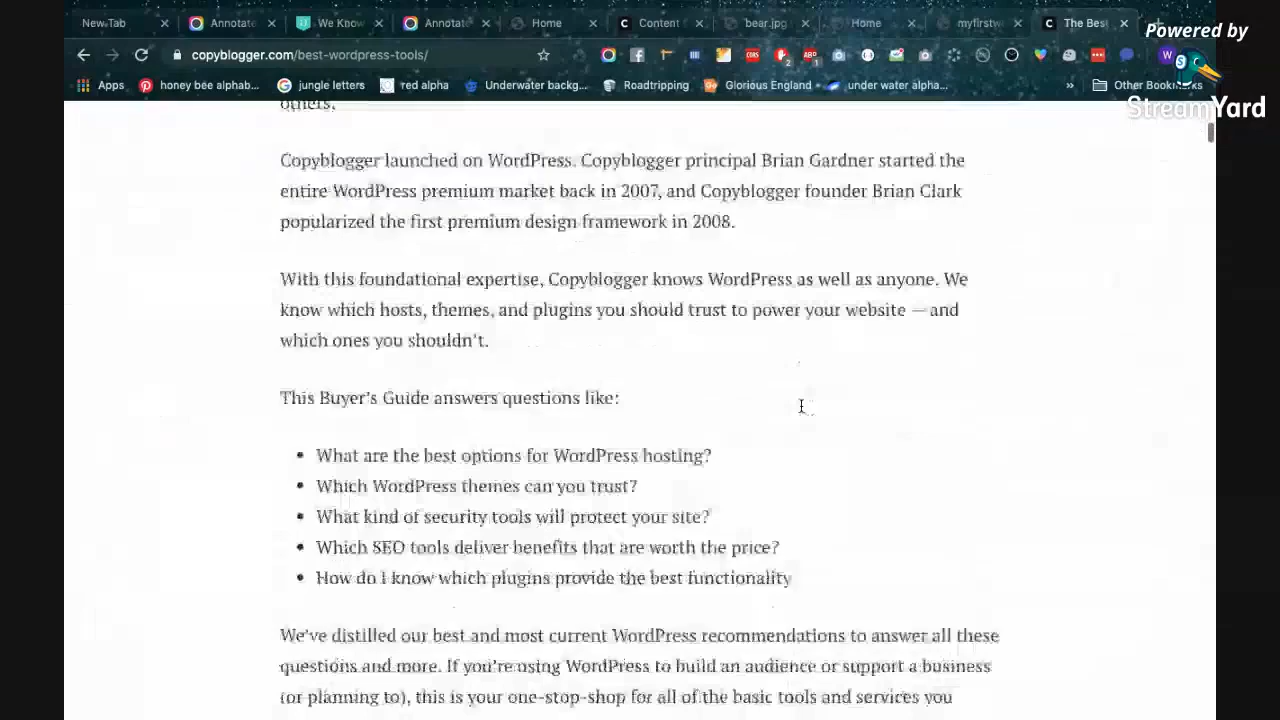 New Tab
Annotate
We Know
Annotate
Home
Content
bear.jpg
Home
myfirstw
The Best
Powered by
copyblogger.com/best-wordpress-tools/
Apps
honey bee alphab...
jungle letters
red alpha
Underwater backg...
Roadtripping
Glorious England
under water alpha...
»
Other Bookmarks
StreamYard
others.
Copyblogger launched on WordPress. Copyblogger principal Brian Gardner started the
entire WordPress premium market back in 2007, and Copyblogger founder Brian Clark
popularized the first premium design framework in 2008.
With this foundational expertise, Copyblogger knows WordPress as well as anyone. We
know which hosts, themes, and plugins you should trust to power your website — and
which ones you shouldn't.
This Buyer's Guide answers questions like:
• What are the best options for WordPress hosting?
• Which WordPress themes can you trust?
• What kind of security tools will protect your site?
• Which SEO tools deliver benefits that are worth the price?
• How do I know which plugins provide the best functionality
We've distilled our best and most current WordPress recommendations to answer all these
questions and more. If you're using WordPress to build an audience or support a business
(or planning to), this is your one-stop-shop for all of the basic tools and services you